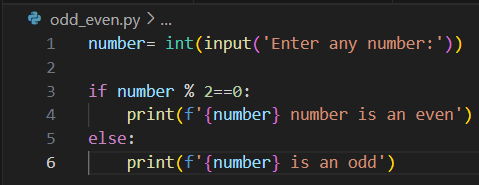 odd_even.py > ...
1 number= int(input('Enter any number:'))
2
3 if number % 2==0:
4     print(f'{number} number is an even')
5 else:
6     print(f'{number} is an odd')